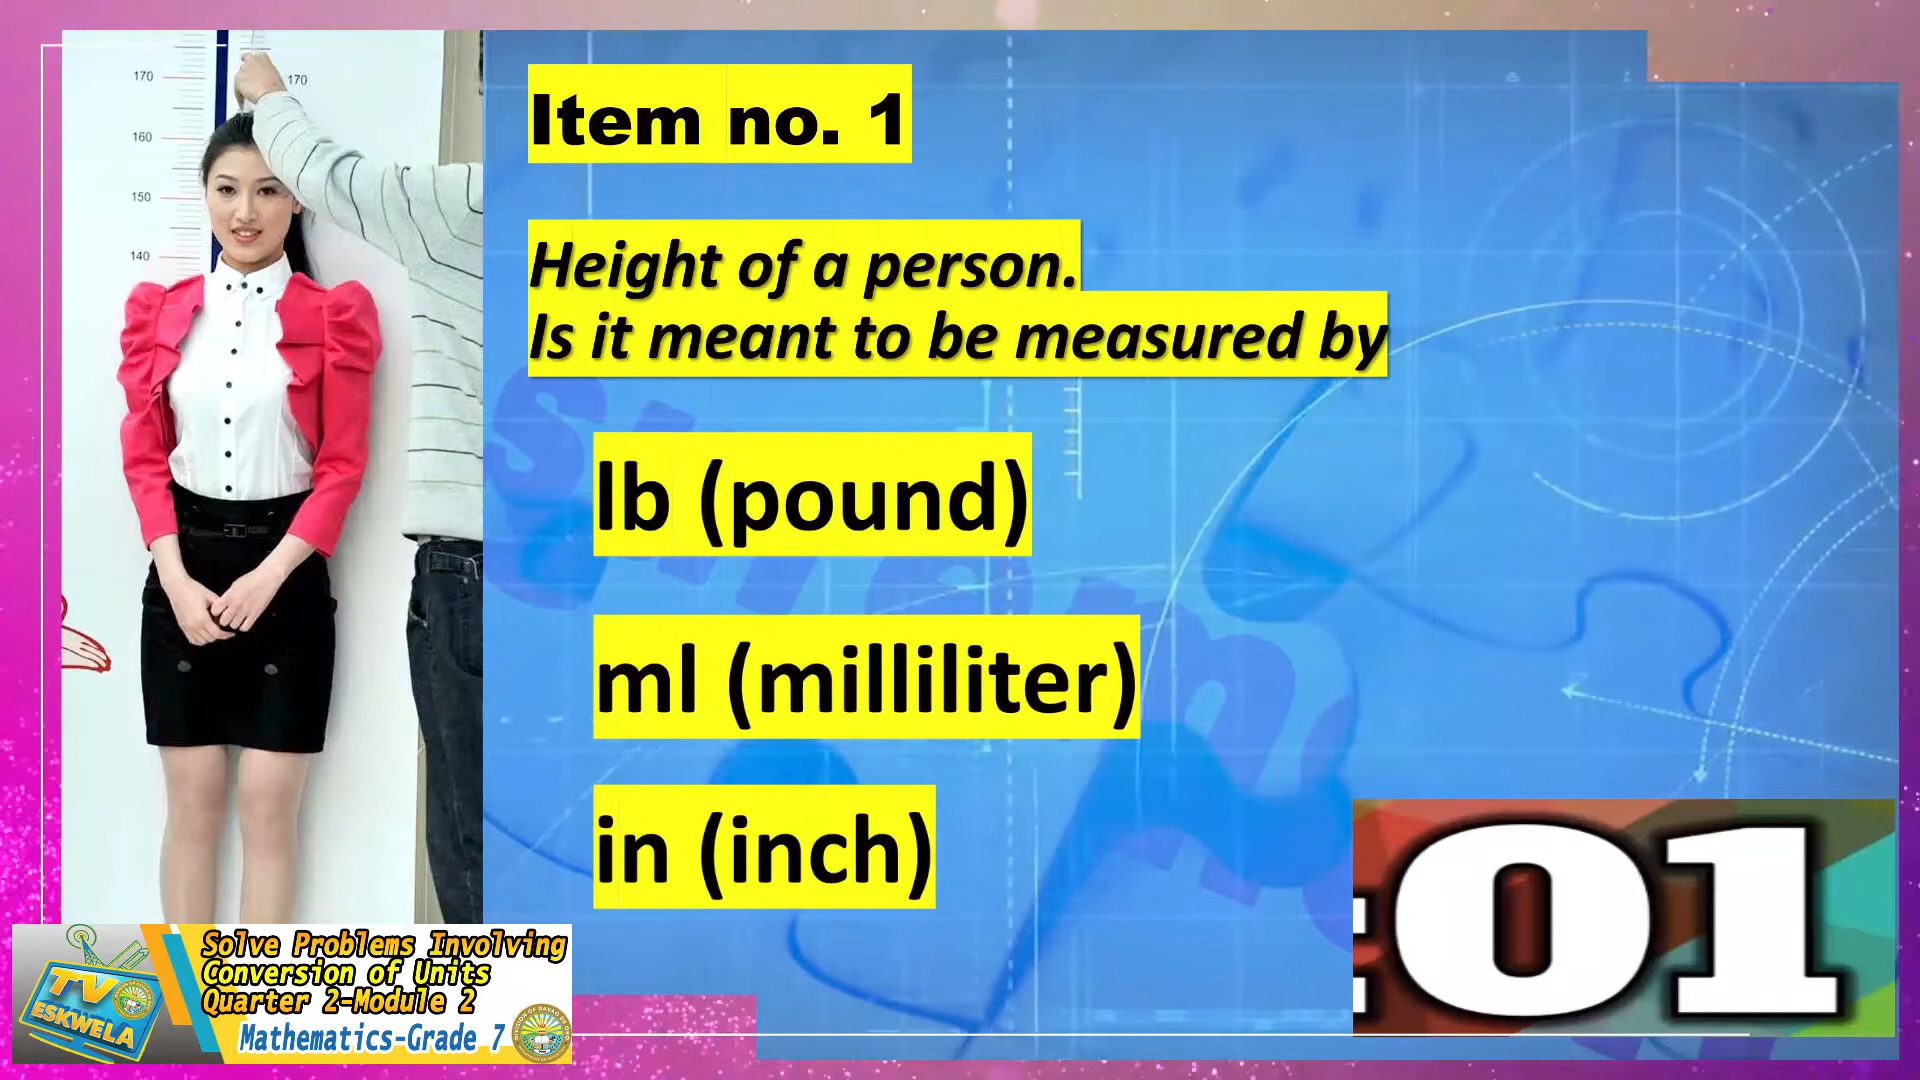 170
170
160
150
140
Item no. 1
Height of a person.
Is it meant to be measured by
lb (pound)
ml (milliliter)
in (inch)
:01
Solve Problems Involving
Conversion of Units
Quarter 2-Module 2
Mathematics-Grade 7
TV
ESKWELA